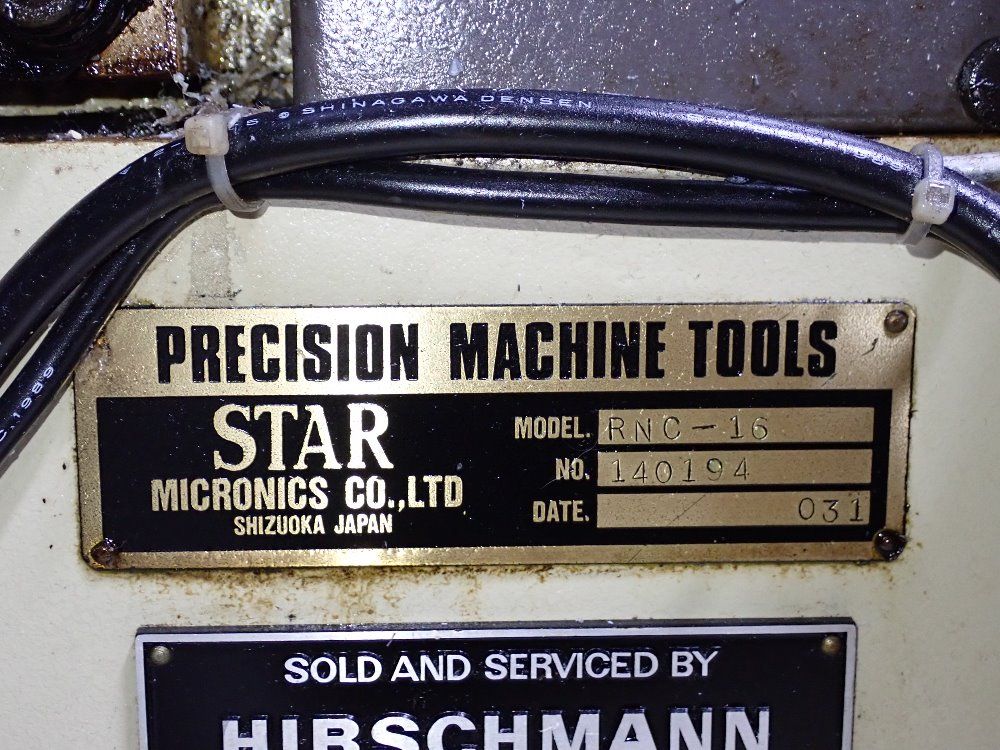 S ® SHINAGAWA DENSEN
1989
PRECISION MACHINE TOOLS
STAR
MICRONICS CO.,LTD
SHIZUOKA JAPAN
MODEL. RNC-16
NO. 140194
DATE. 031
SOLD AND SERVICED BY
HIRSCHMANN